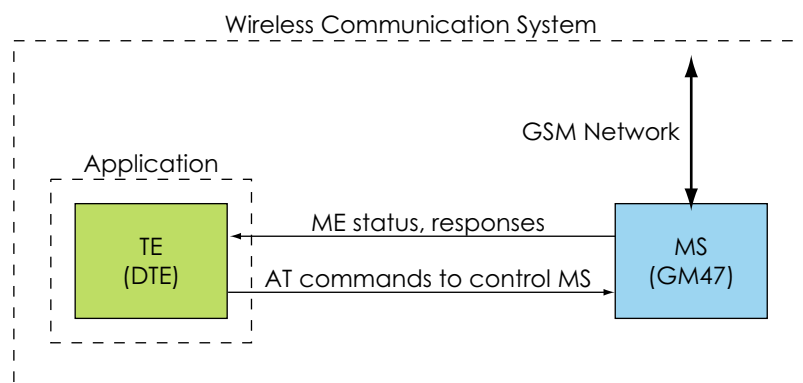 Wireless Communication System
GSM Network
Application
ME status, responses
TE
(DTE)
MS
(GM47)
AT commands to control MS